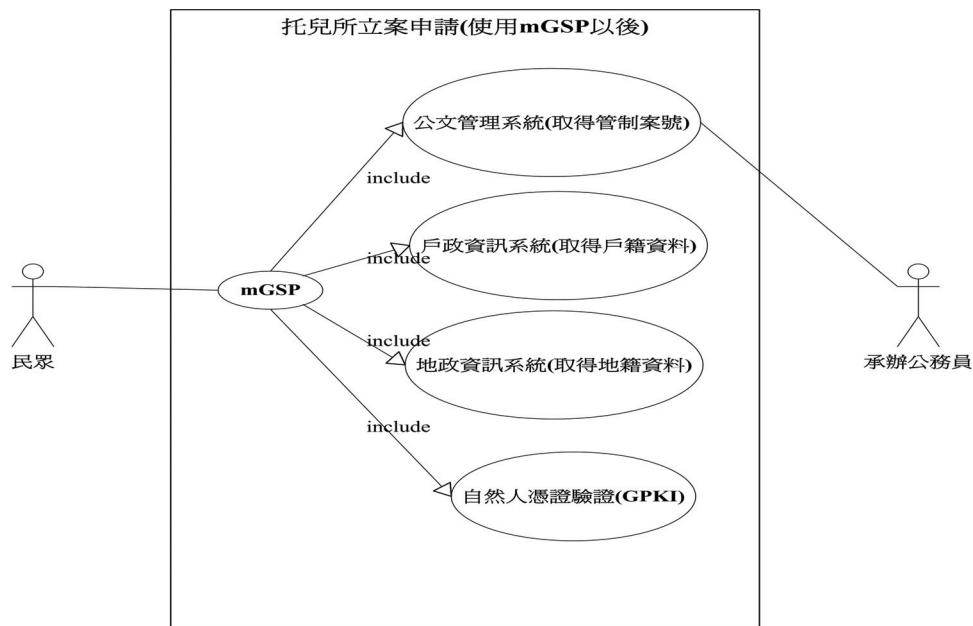 托兒所立案申請(使用mGSP以後)
公文管理系統(取得管制案號)
include
戶政資訊系統(取得戶籍資料)
include
mGSP
include
地政資訊系統(取得地籍資料)
民眾
承辦公務員
include
自然人憑證驗證(GPKI)